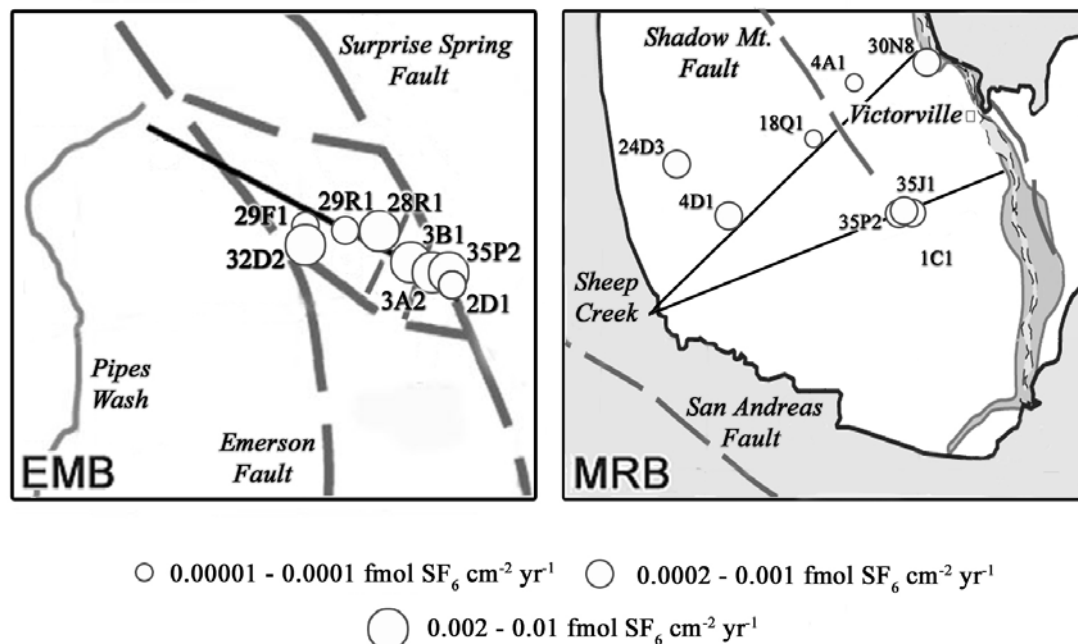 Surprise Spring
Fault
29F1
29R1
28R1
32D2
3B1
35P2
3A2
2D1
Pipes
Wash
Emerson
Fault
EMB
Shadow Mt.
Fault
30N8
4A1
Victorville
18Q1
24D3
4D1
35J1
35P2
1C1
Sheep
Creek
San Andreas
Fault
MRB
0.00001 - 0.0001 fmol SF₆ cm⁻² yr⁻¹
0.0002 - 0.001 fmol SF₆ cm⁻² yr⁻¹
0.002 - 0.01 fmol SF₆ cm⁻² yr⁻¹